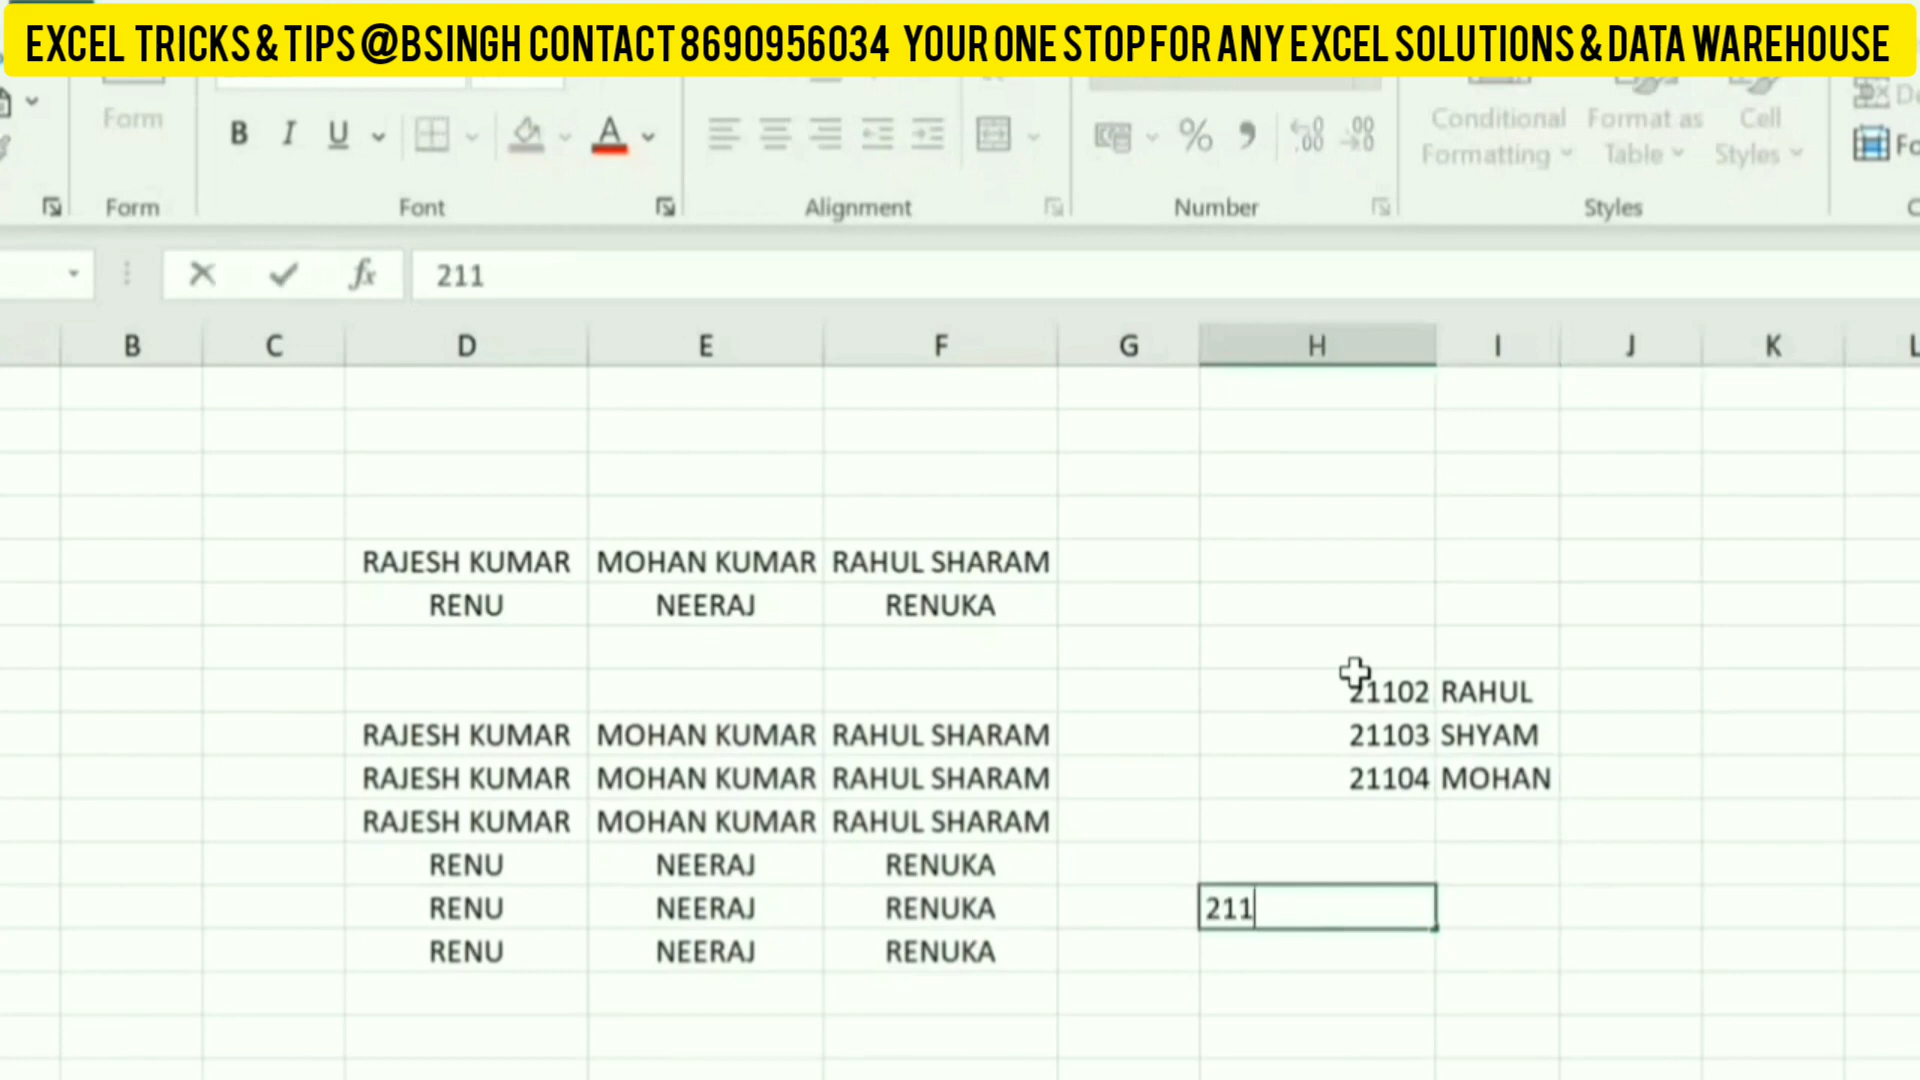 EXCEL TRICKS & TIPS @BSINGH CONTACT 8690956034 YOUR ONE STOP FOR ANY EXCEL SOLUTIONS & DATA WAREHOUSE
Form
B I U A % , .00 .00
Conditional Formatting
Format as Table
Cell Styles
Form Font Alignment Number Styles
fx 211
B C D E F G H I J K L
RAJESH KUMAR MOHAN KUMAR RAHUL SHARAM
RENU NEERAJ RENUKA
21102 RAHUL
RAJESH KUMAR MOHAN KUMAR RAHUL SHARAM 21103 SHYAM
RAJESH KUMAR MOHAN KUMAR RAHUL SHARAM 21104 MOHAN
RAJESH KUMAR MOHAN KUMAR RAHUL SHARAM
RENU NEERAJ RENUKA
RENU NEERAJ RENUKA 211
RENU NEERAJ RENUKA